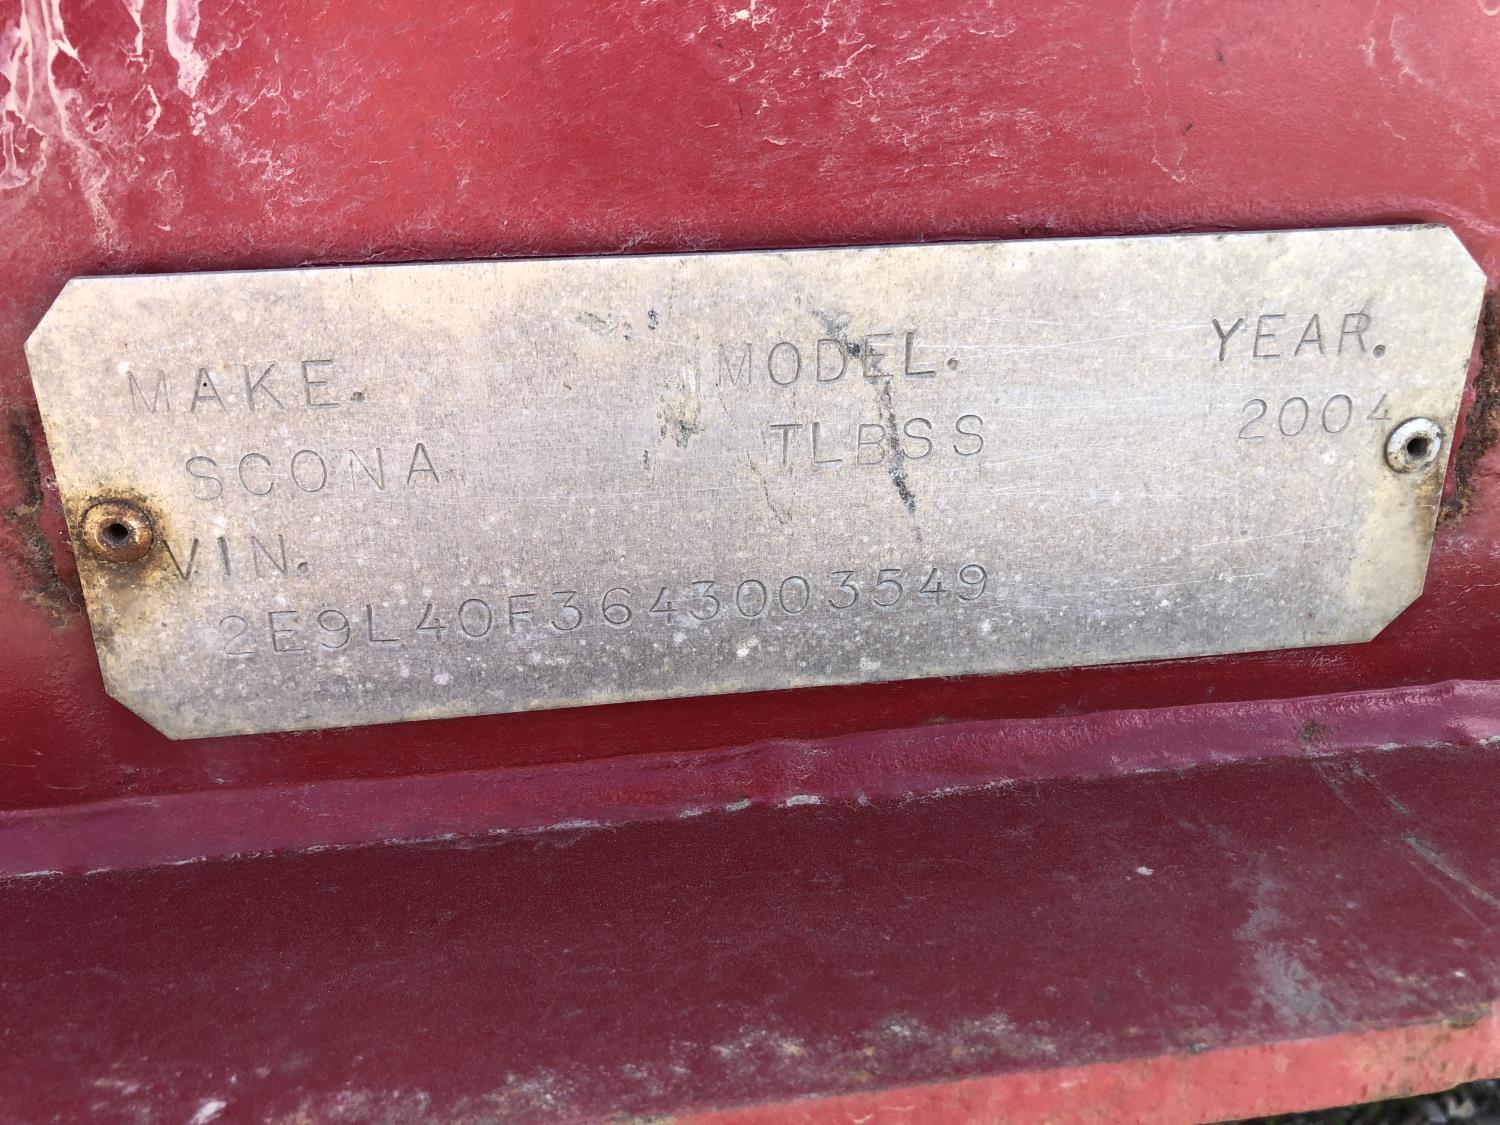 MAKE. MODEL. YEAR.
SCONA TLBSS 2004
VIN.
2E9L40F3643003549